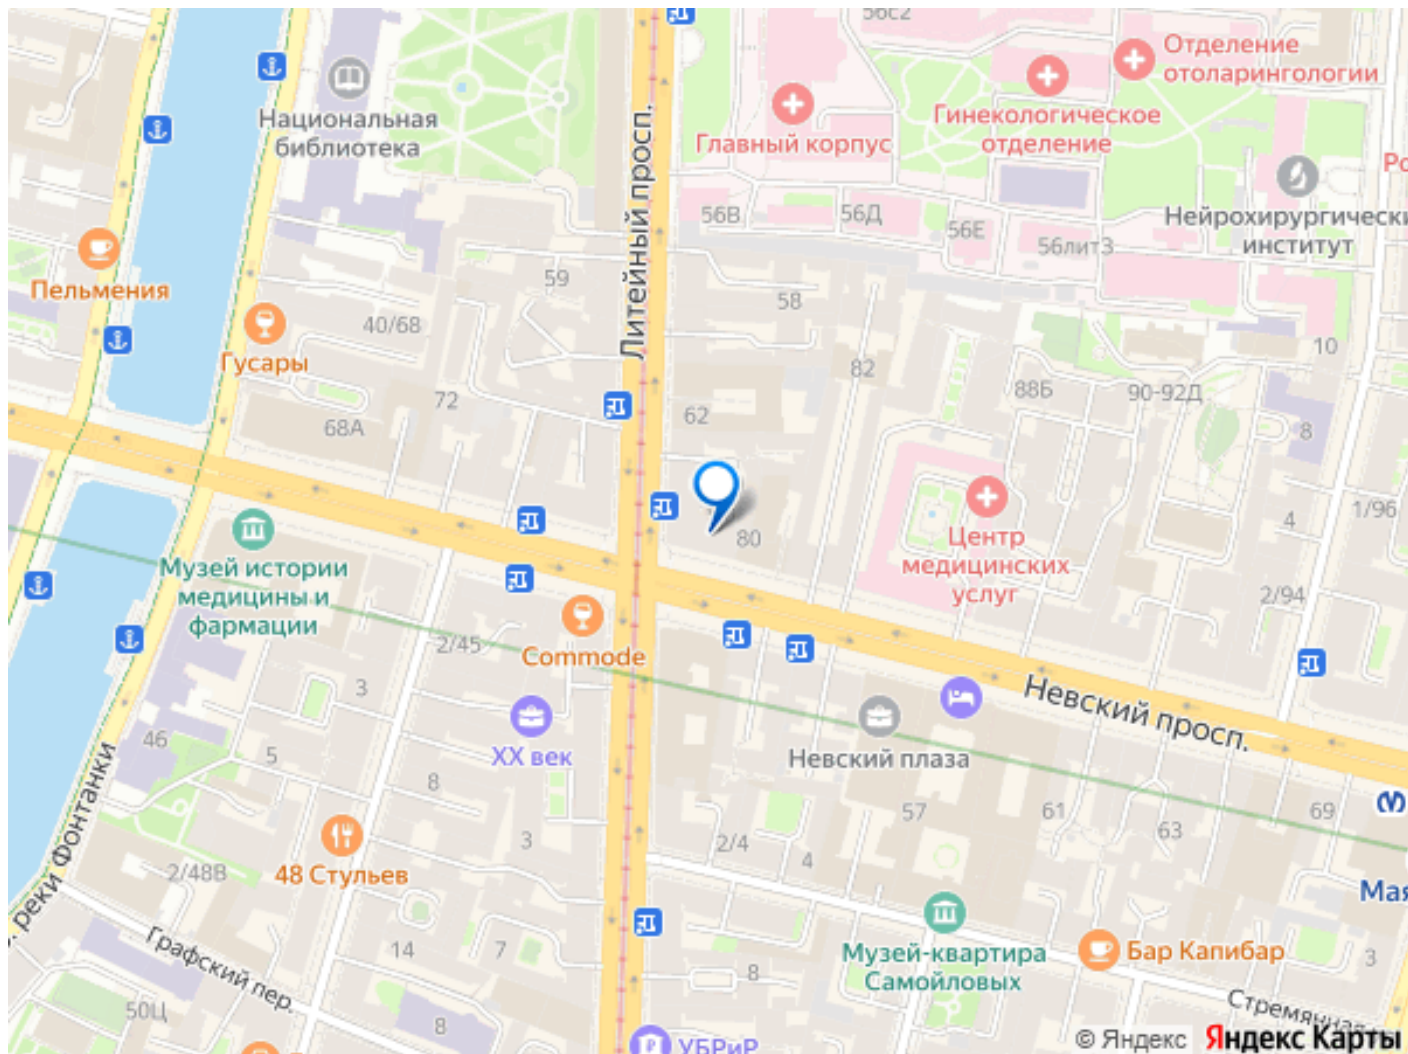 56с2
Отделение
отоларингологии
Гинекологическое
отделение
Главный корпус
Национальная
библиотека
Литейный просп.
56В
56Д
56Е
56лит3
Нейрохирургически
институт
Ро
Пельмения
59
58
40/68
Гусары
10
82
88Б
90-92Д
72
62
68А
8
1/96
4
80
Центр
медицинских
услуг
Музей истории
медицины и
фармации
2/94
2/45
Commode
3
Невский просп.
46
5
XX век
Невский плаза
8
57
61
63
69
3
2/4
4
. реки Фонтанки
2/48В
48 Стульев
Мая
Графский пер.
14
7
8
Музей-квартира
Самойловых
Бар Капибар
3
50Ц
8
Стремянная
УБРиР
© Яндекс Яндекс Карты